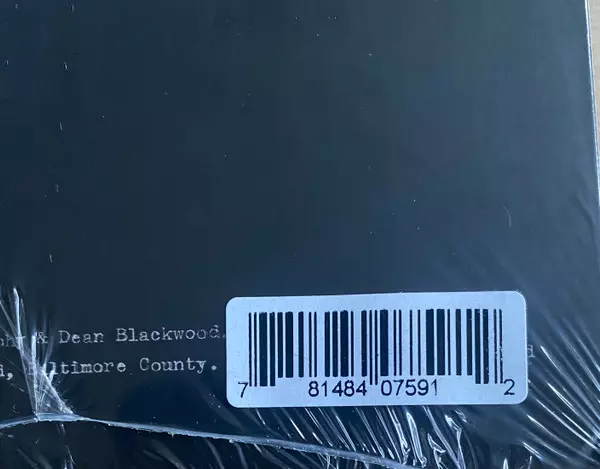 & Dean Blackwood.
Baltimore County.
7 81484 07591 2